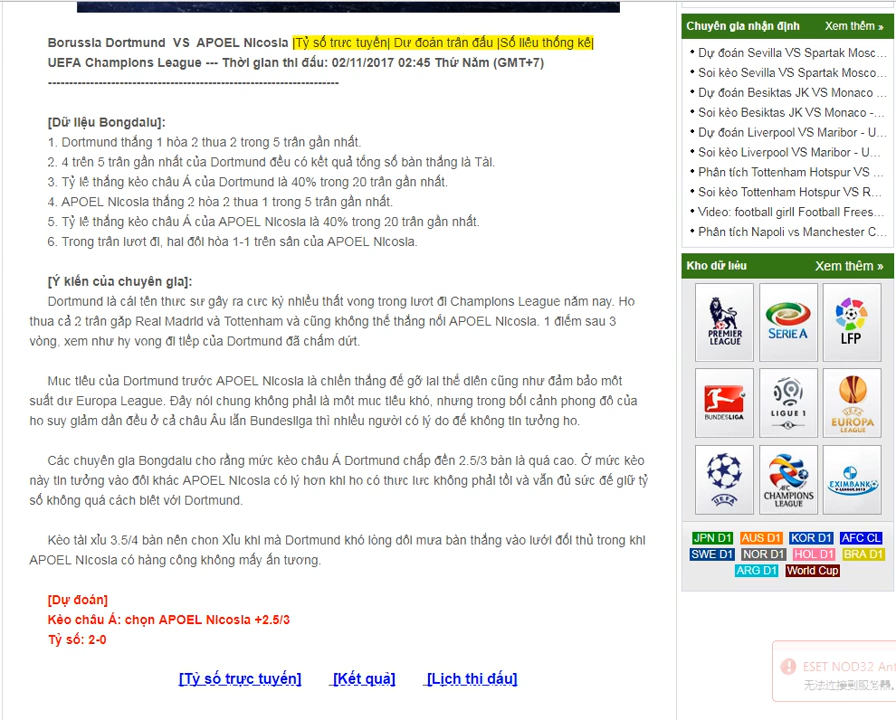 Borussia Dortmund VS APOEL Nicosia |Tỷ số trực tuyến| Dự đoán trận đấu |Số liệu thống kê|
UEFA Champions League --- Thời gian thi đấu: 02/11/2017 02:45 Thứ Năm (GMT+7)
--------------------------------------------------------------------
[Dữ liệu Bongdalu]:
1. Dortmund thắng 1 hòa 2 thua 2 trong 5 trận gần nhất.
2. 4 trên 5 trận gần nhất của Dortmund đều có kết quả tổng số bàn thắng là Tài.
3. Tỷ lệ thắng kèo châu Á của Dortmund là 40% trong 20 trận gần nhất.
4. APOEL Nicosia thắng 2 hòa 2 thua 1 trong 5 trận gần nhất.
5. Tỷ lệ thắng kèo châu Á của APOEL Nicosia là 40% trong 20 trận gần nhất.
6. Trong trận lượt đi, hai đội hòa 1-1 trên sân của APOEL Nicosia.
[Ý kiến của chuyên gia]:
Dortmund là cái tên thực sự gây ra cực kỳ nhiều thất vọng trong lượt đi Champions League năm nay. Họ
thua cả 2 trận gặp Real Madrid và Tottenham và cũng không thể thắng nổi APOEL Nicosia. 1 điểm sau 3
vòng, xem như hy vọng đi tiếp của Dortmund đã chấm dứt.
Mục tiêu của Dortmund trước APOEL Nicosia là chiến thắng để gỡ lại thể diện cũng như đảm bảo một
suất dự Europa League. Đây nói chung không phải là một mục tiêu khó, nhưng trong bối cảnh phong độ của
họ suy giảm dần đều ở cả châu Âu lẫn Bundesliga thì nhiều người có lý do để không tin tưởng họ.
Các chuyên gia Bongdalu cho rằng mức kèo châu Á Dortmund chấp đến 2.5/3 bàn là quá cao. Ở mức kèo
này tin tưởng vào đội khác APOEL Nicosia có lý hơn khi họ có thực lực không phải tồi và vẫn đủ sức để giữ tỷ
số không quá cách biệt với Dortmund.
Kèo tài xỉu 3.5/4 bàn nên chọn Xỉu khi mà Dortmund khó lòng dội mưa bàn thắng vào lưới đối thủ trong khi
APOEL Nicosia có hàng công không mấy ấn tượng.
[Dự đoán]
Kèo châu Á: chọn APOEL Nicosia +2.5/3
Tỷ số: 2-0
[Tỷ số trực tuyến] [Kết quả] [Lịch thi đấu]
Chuyên gia nhận định Xem thêm »
Dự đoán Sevilla VS Spartak Mosc...
Soi kèo Sevilla VS Spartak Mosco...
Dự đoán Besiktas JK VS Monaco ...
Soi kèo Besiktas JK VS Monaco -...
Dự đoán Liverpool VS Maribor - U...
Soi kèo Liverpool VS Maribor - U...
Phân tích Tottenham Hotspur VS ...
Soi kèo Tottenham Hotspur VS R...
Video: football girll Football Frees...
Phân tích Napoli vs Manchester C...
Kho dữ liệu Xem thêm »
PREMIER LEAGUE SERIE A LFP
BUNDESLIGA LIGUE 1 UEFA EUROPA LEAGUE
UEFA AFC CHAMPIONS LEAGUE EXIMBANK
JPN D1 AUS D1 KOR D1 AFC CL
SWE D1 NOR D1 HOL D1 BRA D1
ARG D1 World Cup
ESET NOD32 Ant
无法连接到服务器。